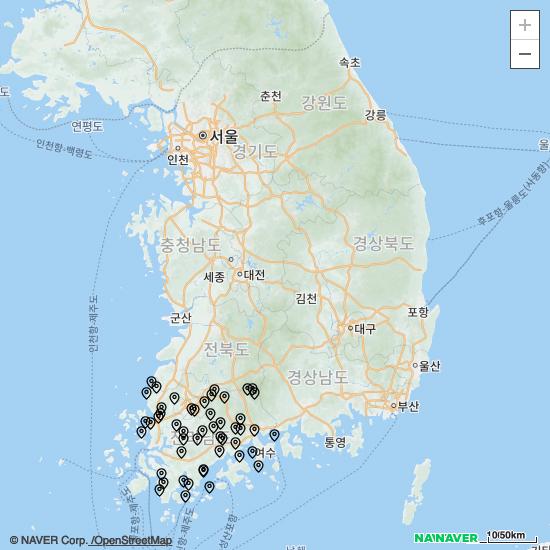 +
−
속초
춘천
강원도
강릉
도
연평도
서울
인천
경기도
인천항-백령도
울
후포항-울릉도(사동항)
충청남도
경상북도
세종
대전
김천
인천항-제주도
군산
포항
대구
전북도
울산
경상남도
부산
여수
통영
© NAVER Corp. /OpenStreetMap
NAVER
10/50km